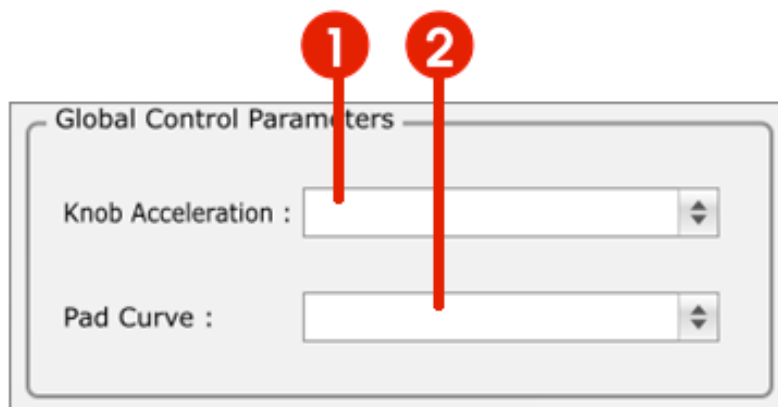 1 2
Global Control Parameters
Knob Acceleration :
Pad Curve :